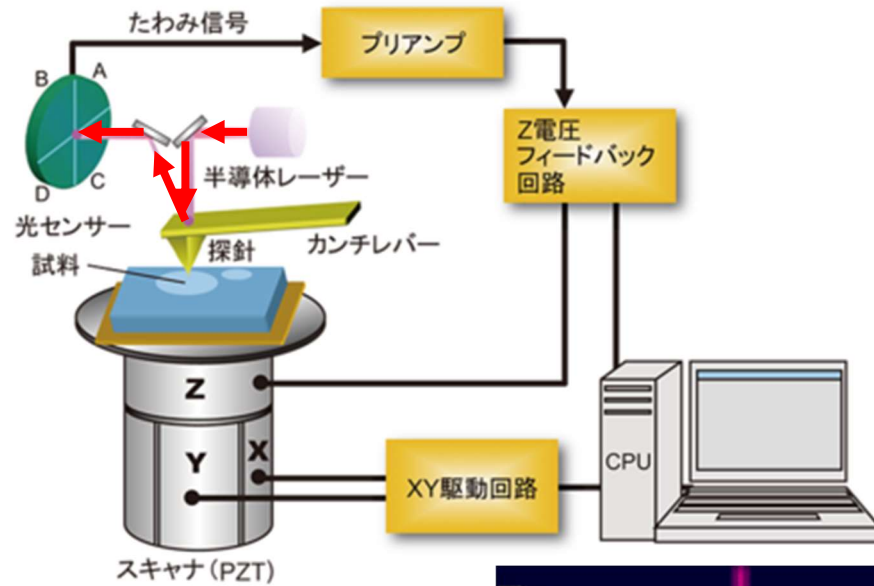 たわみ信号
プリアンプ
B
A
D
C
Z電圧
フィードバック
回路
半導体レーザー
光センサー
探針
カンチレバー
試料
Z
Y
X
XY駆動回路
CPU
スキャナ(PZT)